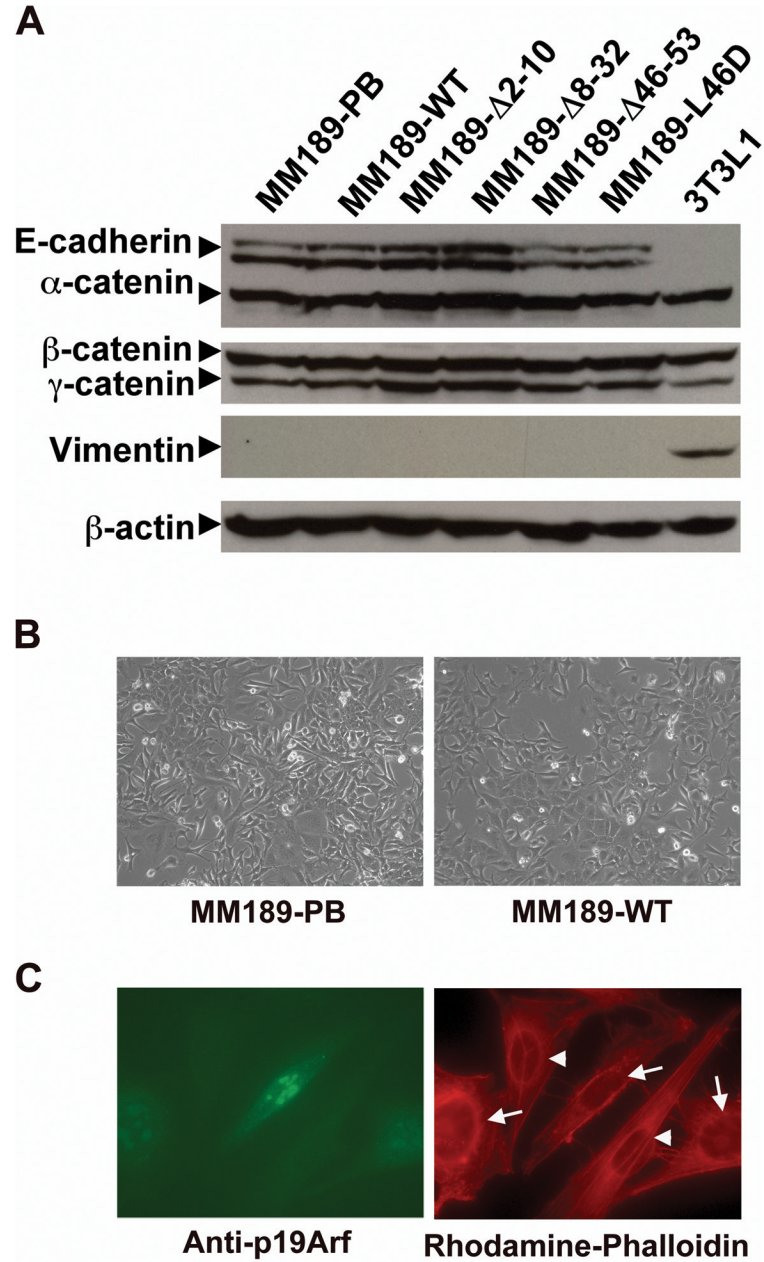 A
MM189-PB
MM189-WT
MM189-Δ2-10
MM189-Δ8-32
MM189-Δ46-53
MM189-L46D
3T3L1
E-cadherin
α-catenin
β-catenin
γ-catenin
Vimentin
β-actin
B
MM189-PB
MM189-WT
C
Anti-p19Arf
Rhodamine-Phalloidin